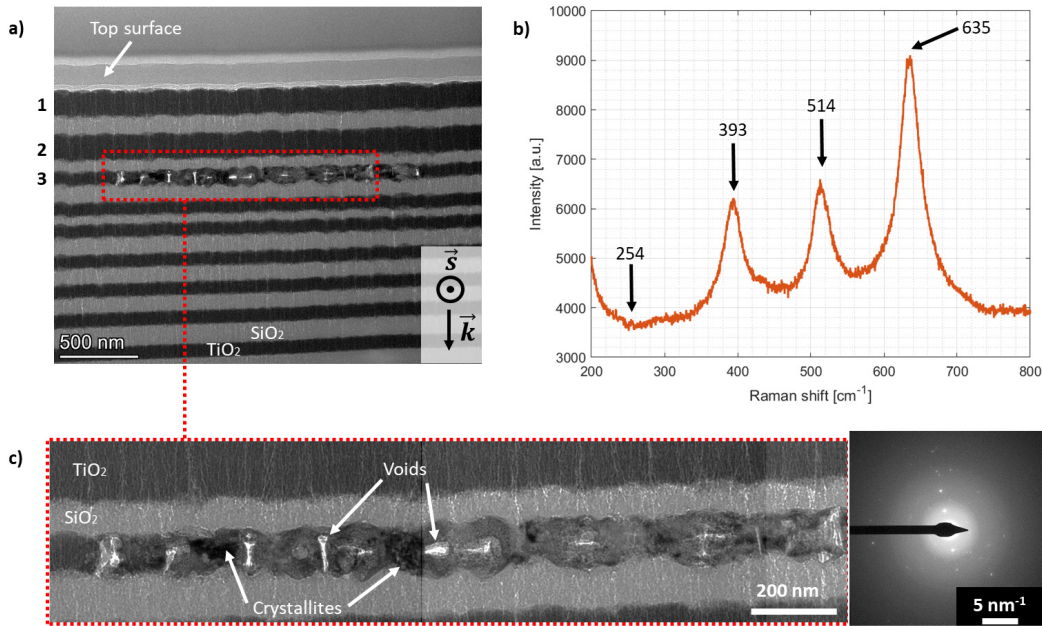 a)
Top surface
1
2
3
s
k
SiO₂
TiO₂
500 nm
b)
10000
9000
8000
7000
6000
5000
4000
3000
Intensity [a.u.]
254
393
514
635
200
300
400
500
600
700
800
Raman shift [cm⁻¹]
c)
TiO₂
SiO₂
Voids
Crystallites
200 nm
5 nm⁻¹